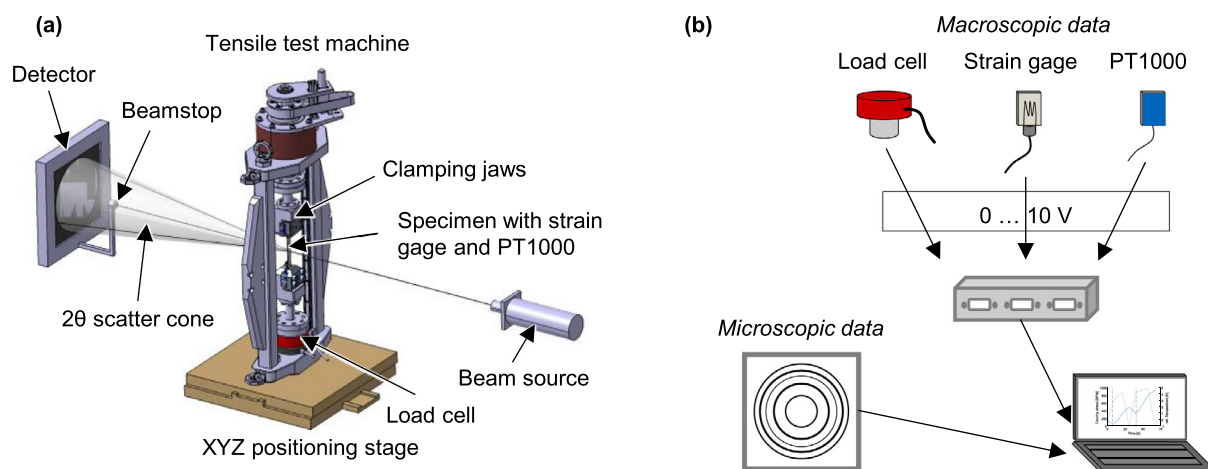 (a)
Tensile test machine
Detector
Beamstop
Clamping jaws
Specimen with strain
gage and PT1000
2θ scatter cone
Beam source
Load cell
XYZ positioning stage
(b)
Macroscopic data
Load cell
Strain gage
PT1000
0 … 10 V
Microscopic data